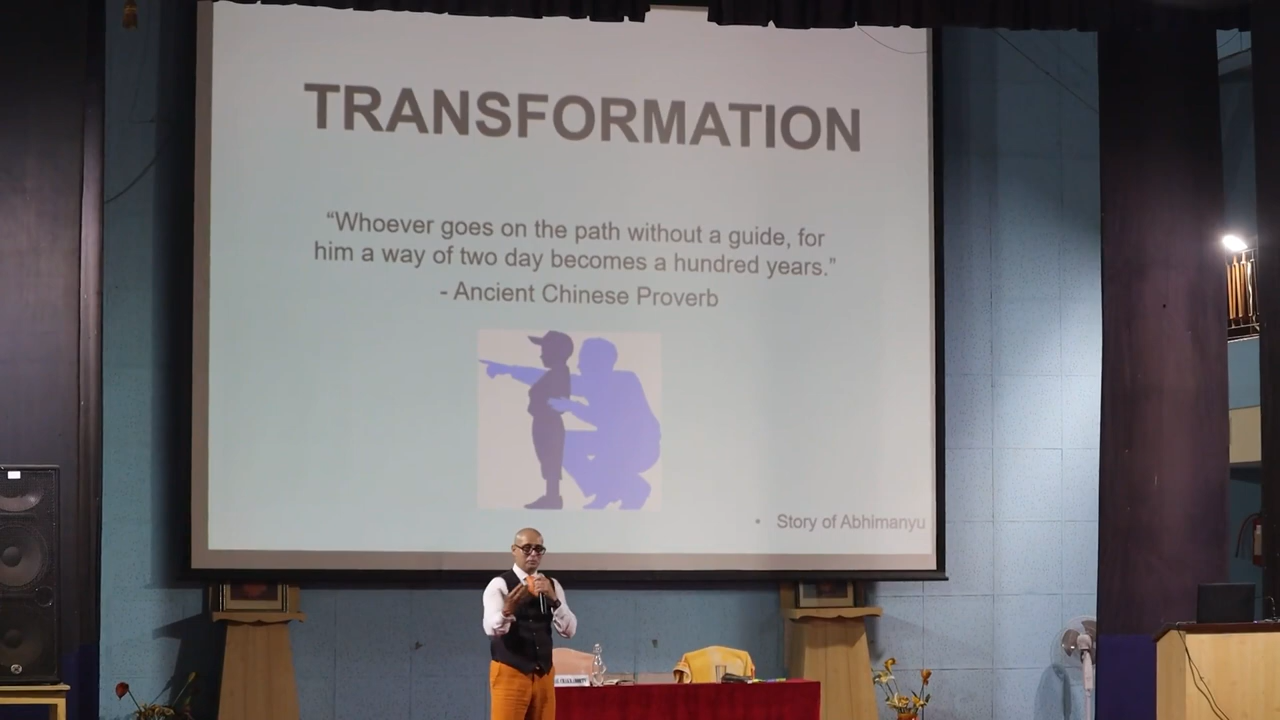 TRANSFORMATION
“Whoever goes on the path without a guide, for
him a way of two day becomes a hundred years.”
- Ancient Chinese Proverb
• Story of Abhimanyu